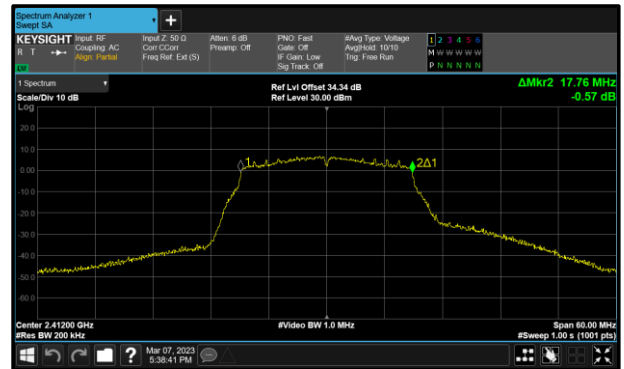 Spectrum Analyzer 1
Swept SA
KEYSIGHT
R T
LW
Input: RF
Coupling: AC
Align: Partial
Input Z: 50 Ω
Corr CCorr
Freq Ref: Ext (S)
Atten: 6 dB
Preamp: Off
PNO: Fast
Gate: Off
IF Gain: Low
Sig Track: Off
#Avg Type: Voltage
Avg|Hold: 10/10
Trig: Free Run
1 2 3 4 5 6
M W W W W W
P N N N N N
1 Spectrum
Scale/Div 10 dB
Log
Ref Lvl Offset 34.34 dB
Ref Level 30.00 dBm
ΔMkr2 17.76 MHz
-0.57 dB
20.0
10.0
0.00
-10.0
-20.0
-30.0
-40.0
-50.0
-60.0
1
2Δ1
Center 2.41200 GHz
#Res BW 200 kHz
#Video BW 1.0 MHz
Span 60.00 MHz
#Sweep 1.00 s (1001 pts)
?
Mar 07, 2023
5:38:41 PM